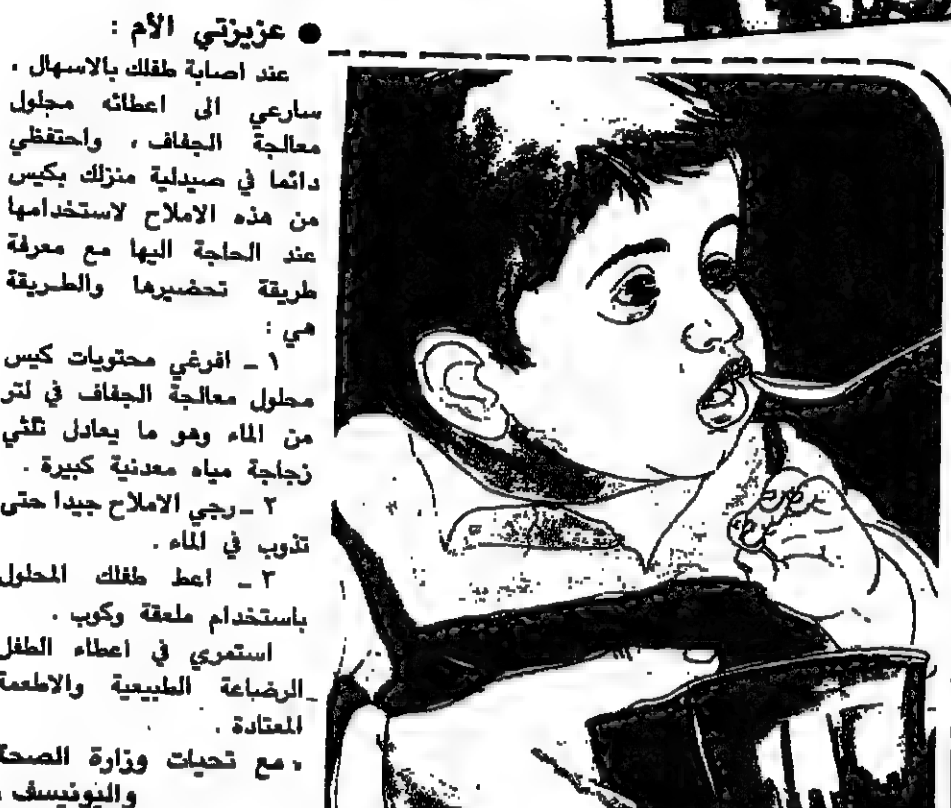 ● عزيزتي الأم :
عند اصابة طفلك بالاسهال ،
سارعي الى اعطائه محلول
معالجة الجفاف ، واحتفظي
دائما في صيدلية منزلك بكيس
من هذه الاملاح لاستخدامها
عند الحاجة اليها مع معرفة
طريقة تحضيرها والطريقة
هي :
١ - افرغي محتويات كيس
محلول معالجة الجفاف في لتر
من الماء وهو ما يعادل ثلثي
زجاجة مياه معدنية كبيرة .
٢ - رجي الاملاح جيدا حتى
تذوب في الماء .
٣ - اعط طفلك المحلول
باستخدام ملعقة وكوب .
استمري في اعطاء الطفل
الرضاعة الطبيعية والاطعمة
المعتادة .
، مع تحيات وزارة الصحة
واليونيسف ،